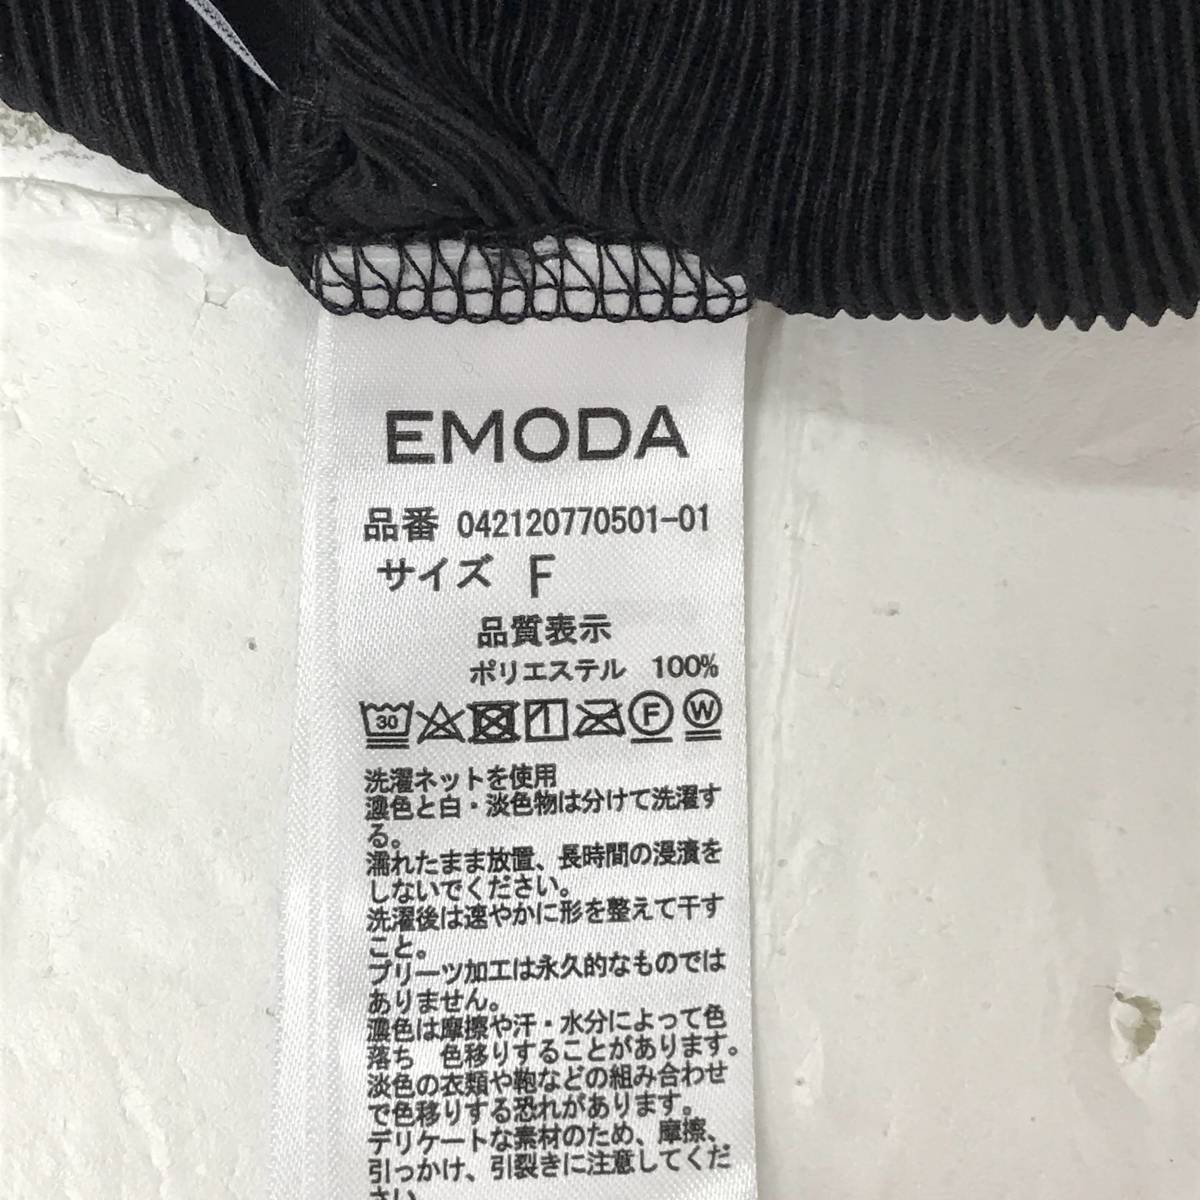 EMODA
品番 042120770501-01
サイズ F
品質表示
ポリエステル 100%
30 F W
洗濯ネットを使用
濃色と白・淡色物は分けて洗濯す
る。
濡れたまま放置、長時間の浸漬を
しないでください。
洗濯後は速やかに形を整えて干す
こと。
プリーツ加工は永久的なものでは
ありません。
濃色は摩擦や汗・水分によって色
落ち 色移りすることがあります。
淡色の衣類や鞄などの組み合わせ
で色移りする恐れがあります。
デリケートな素材のため、摩擦、
引っかけ、引裂きに注意してくだ
さい